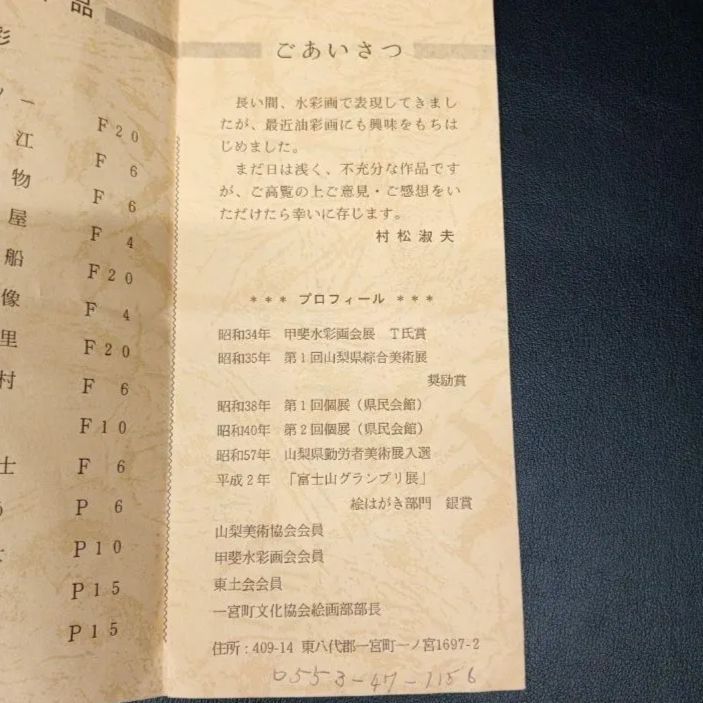 品
彩
ノー
江
物
屋
船
像
里
村
士
F20
F 6
F 6
F 4
F20
F 4
F20
F 6
F10
F 6
P 6
P10
P15
P15
ごあいさつ
長い間、水彩画で表現してきまし
たが、最近油彩画にも興味をもちは
じめました。
まだ日は浅く、不充分な作品です
が、ご高覧の上ご意見・ご感想をい
ただけたら幸いに存じます。
村松淑夫
*** プロフィール ***
昭和34年 甲斐水彩画会展 T氏賞
昭和35年 第1回山梨県綜合美術展
奨励賞
昭和38年 第1回個展（県民会館）
昭和40年 第2回個展（県民会館）
昭和57年 山梨県勤労者美術展入選
平成2年 「富士山グランプリ展」
絵はがき部門 銀賞
山梨美術協会会員
甲斐水彩画会会員
東土会会員
一宮町文化協会絵画部部長
住所：409-14 東八代郡一宮町一ノ宮1697-2
0553-47-1156